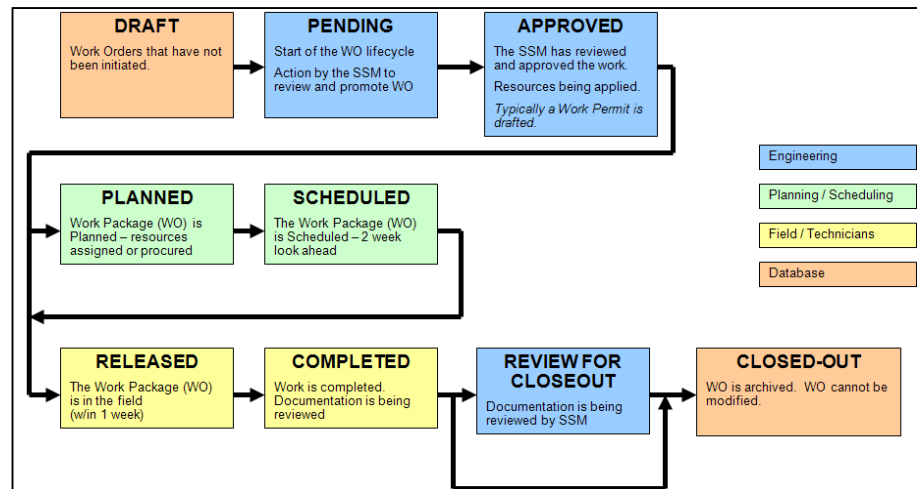 DRAFT
Work Orders that have not
been initiated.
PENDING
Start of the WO lifecycle
Action by the SSM to
review and promote WO
APPROVED
The SSM has reviewed
and approved the work.
Resources being applied.
Typically a Work Permit is
drafted.
Engineering
Planning / Scheduling
Field / Technicians
Database
PLANNED
Work Package (WO) is
Planned – resources
assigned or procured
SCHEDULED
The Work Package (WO)
is Scheduled – 2 week
look ahead
RELEASED
The Work Package (WO)
is in the field
(w/in 1 week)
COMPLETED
Work is completed.
Documentation is being
reviewed
REVIEW FOR
CLOSEOUT
Documentation is being
reviewed by SSM
CLOSED-OUT
WO is archived. WO cannot be
modified.